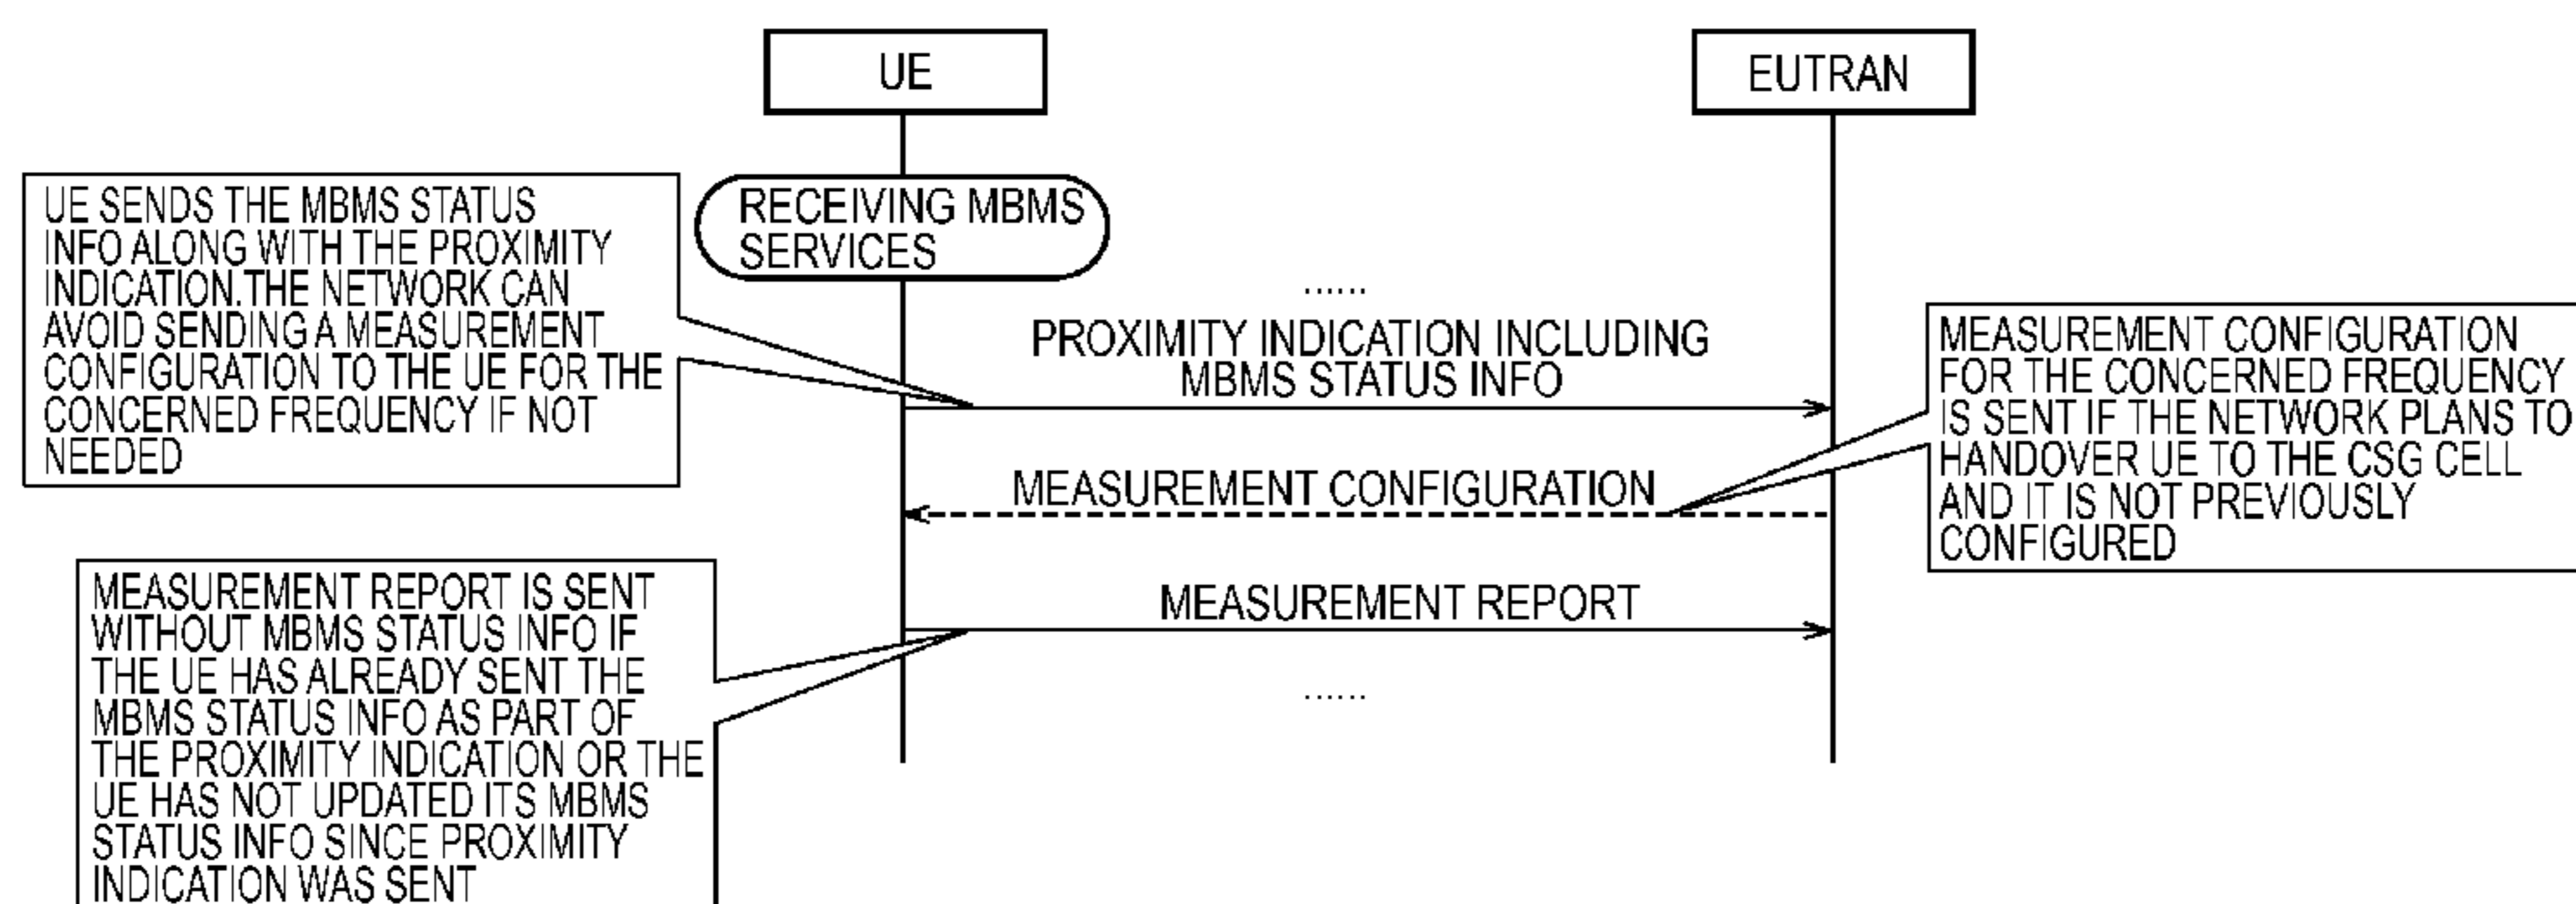 UE
EUTRAN
RECEIVING MBMS
SERVICES
UE SENDS THE MBMS STATUS
INFO ALONG WITH THE PROXIMITY
INDICATION.THE NETWORK CAN
AVOID SENDING A MEASUREMENT
CONFIGURATION TO THE UE FOR THE
CONCERNED FREQUENCY IF NOT
NEEDED
......
PROXIMITY INDICATION INCLUDING
MBMS STATUS INFO
MEASUREMENT CONFIGURATION
FOR THE CONCERNED FREQUENCY
IS SENT IF THE NETWORK PLANS TO
HANDOVER UE TO THE CSG CELL
AND IT IS NOT PREVIOUSLY
CONFIGURED
MEASUREMENT CONFIGURATION
MEASUREMENT REPORT
MEASUREMENT REPORT IS SENT
WITHOUT MBMS STATUS INFO IF
THE UE HAS ALREADY SENT THE
MBMS STATUS INFO AS PART OF
THE PROXIMITY INDICATION OR THE
UE HAS NOT UPDATED ITS MBMS
STATUS INFO SINCE PROXIMITY
INDICATION WAS SENT
......